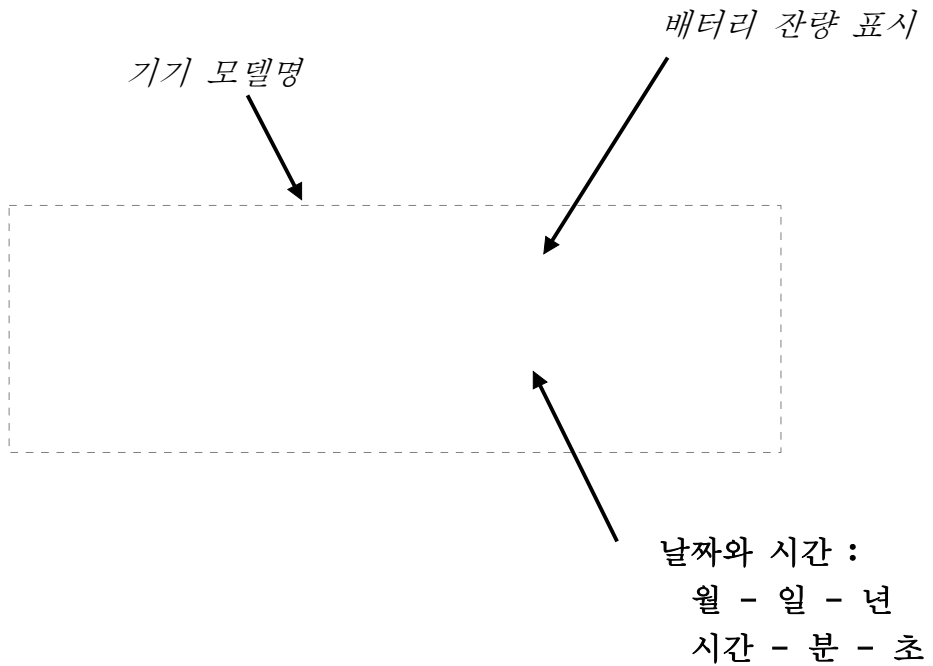 배터리 잔량 표시
기기 모델명
날짜와 시간 :
월 - 일 - 년
시간 - 분 - 초